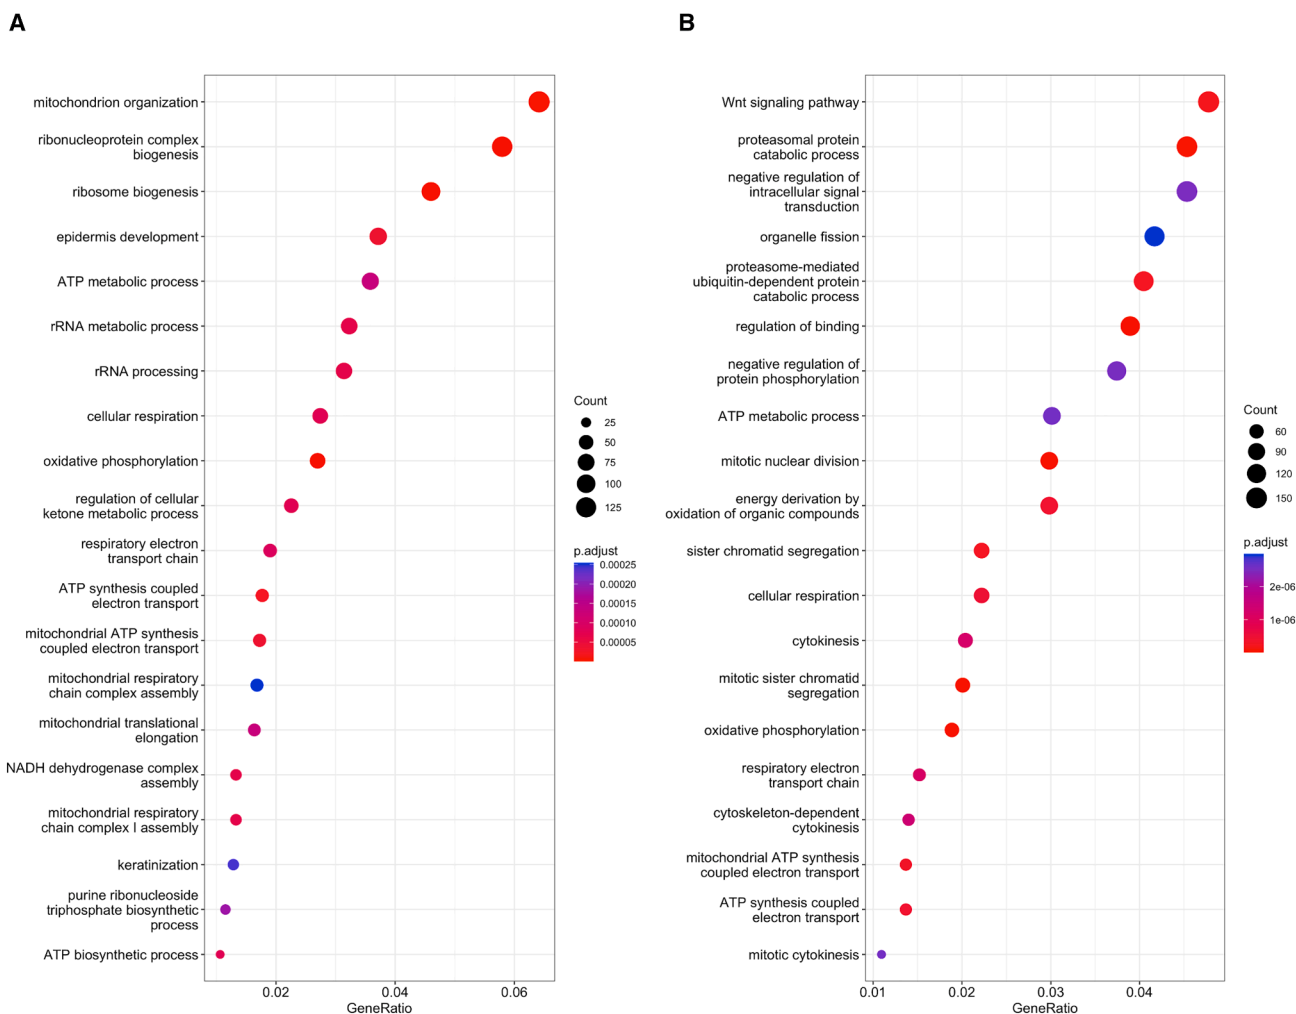 A
mitochondrion organization
ribonucleoprotein complex
biogenesis
ribosome biogenesis
epidermis development
ATP metabolic process
rRNA metabolic process
rRNA processing
cellular respiration
oxidative phosphorylation
regulation of cellular
ketone metabolic process
respiratory electron
transport chain
ATP synthesis coupled
electron transport
mitochondrial ATP synthesis
coupled electron transport
mitochondrial respiratory
chain complex assembly
mitochondrial translational
elongation
NADH dehydrogenase complex
assembly
mitochondrial respiratory
chain complex I assembly
keratinization
purine ribonucleoside
triphosphate biosynthetic
process
ATP biosynthetic process
0.02 0.04 0.06
GeneRatio
Count
25
50
75
100
125
p.adjust
0.00025
0.00020
0.00015
0.00010
0.00005
B
Wnt signaling pathway
proteasomal protein
catabolic process
negative regulation of
intracellular signal
transduction
organelle fission
proteasome-mediated
ubiquitin-dependent protein
catabolic process
regulation of binding
negative regulation of
protein phosphorylation
ATP metabolic process
mitotic nuclear division
energy derivation by
oxidation of organic compounds
sister chromatid segregation
cellular respiration
cytokinesis
mitotic sister chromatid
segregation
oxidative phosphorylation
respiratory electron
transport chain
cytoskeleton-dependent
cytokinesis
mitochondrial ATP synthesis
coupled electron transport
ATP synthesis coupled
electron transport
mitotic cytokinesis
0.01 0.02 0.03 0.04
GeneRatio
Count
60
90
120
150
p.adjust
2e-06
1e-06